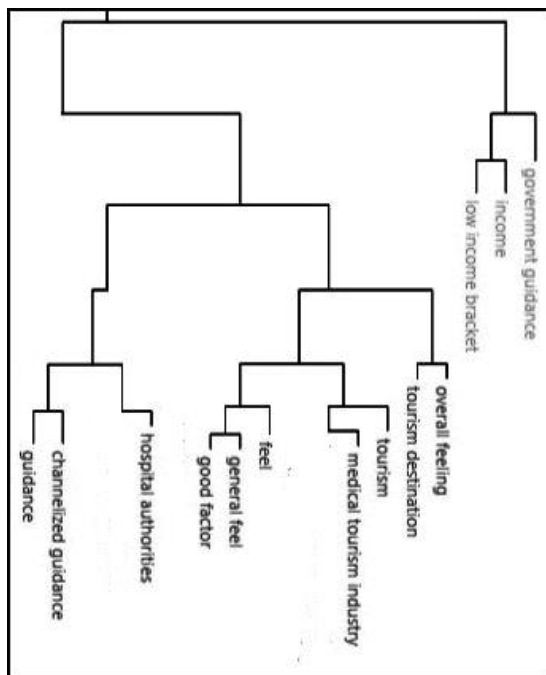 government guidance
income
low income bracket
overall feeling
tourism destination
tourism
medical tourism industry
feel
general feel
good factor
hospital authorities
channelized guidance
guidance